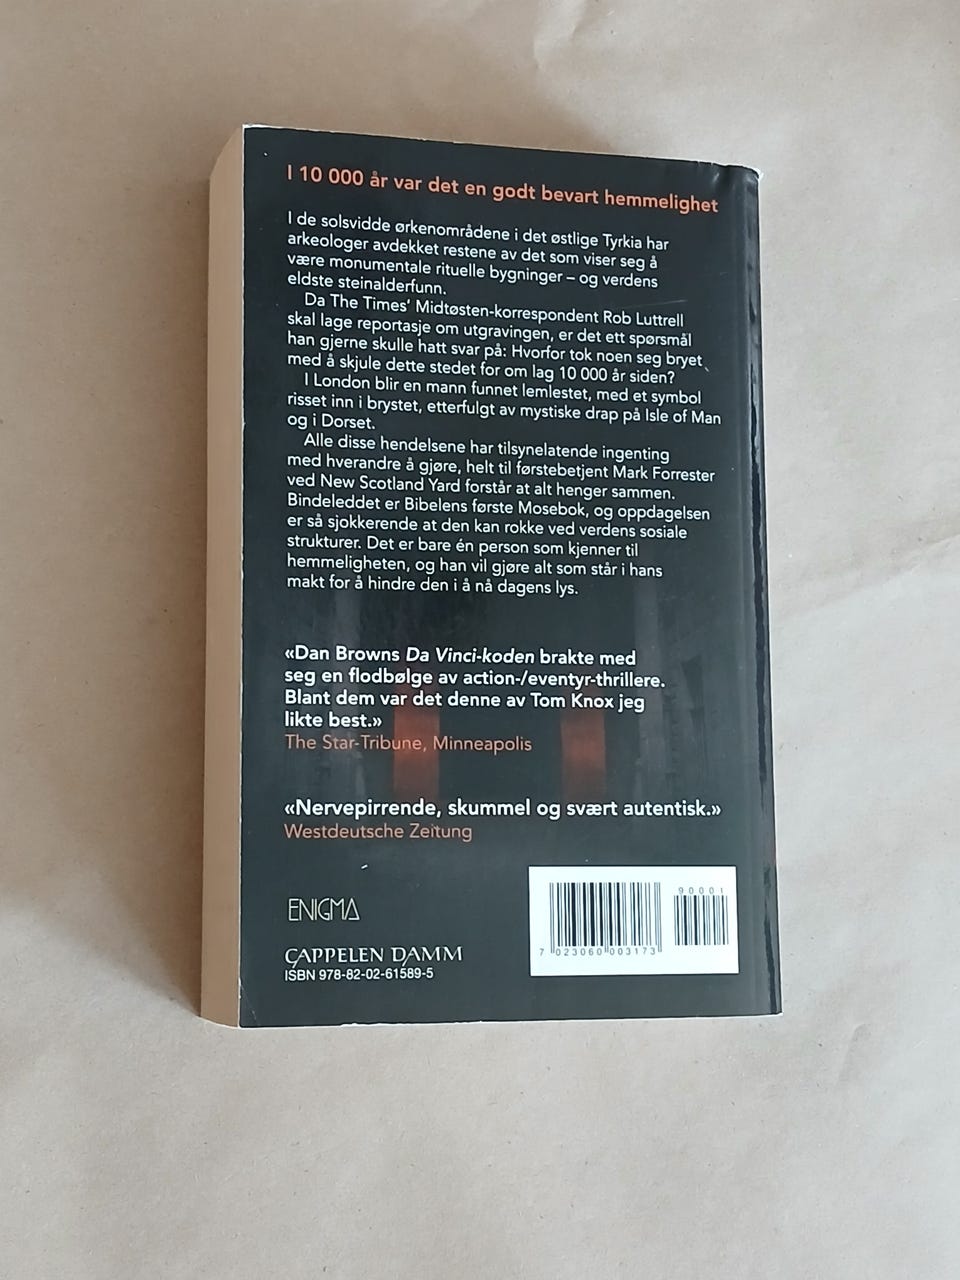 I 10 000 år var det en godt bevart hemmelighet
I de solsvidde ørkenområdene i det østlige Tyrkia har
arkeologer avdekket restene av det som viser seg å
være monumentale rituelle bygninger – og verdens
eldste steinalderfunn.
Da The Times' Midtøsten-korrespondent Rob Luttrell
skal lage reportasje om utgravingen, er det ett spørsmål
han gjerne skulle hatt svar på: Hvorfor tok noen seg bryet
med å skjule dette stedet for om lag 10 000 år siden?
I London blir en mann funnet lemlestet, med et symbol
risset inn i brystet, etterfulgt av mystiske drap på Isle of Man
og i Dorset.
Alle disse hendelsene har tilsynelatende ingenting
med hverandre å gjøre, helt til førstebetjent Mark Forrester
ved New Scotland Yard forstår at alt henger sammen.
Bindeleddet er Bibelens første Mosebok, og oppdagelsen
er så sjokkerende at den kan rokke ved verdens sosiale
strukturer. Det er bare én person som kjenner til
hemmeligheten, og han vil gjøre alt som står i hans
makt for å hindre den i å nå dagens lys.
«Dan Browns Da Vinci-koden brakte med
seg en flodbølge av action-/eventyr-thrillere.
Blant dem var det denne av Tom Knox jeg
likte best.»
The Star-Tribune, Minneapolis
«Nervepirrende, skummel og svært autentisk.»
Westdeutsche Zeitung
90001
ENIGMA
7 023060 003173
CAPPELEN DAMM
ISBN 978-82-02-61589-5